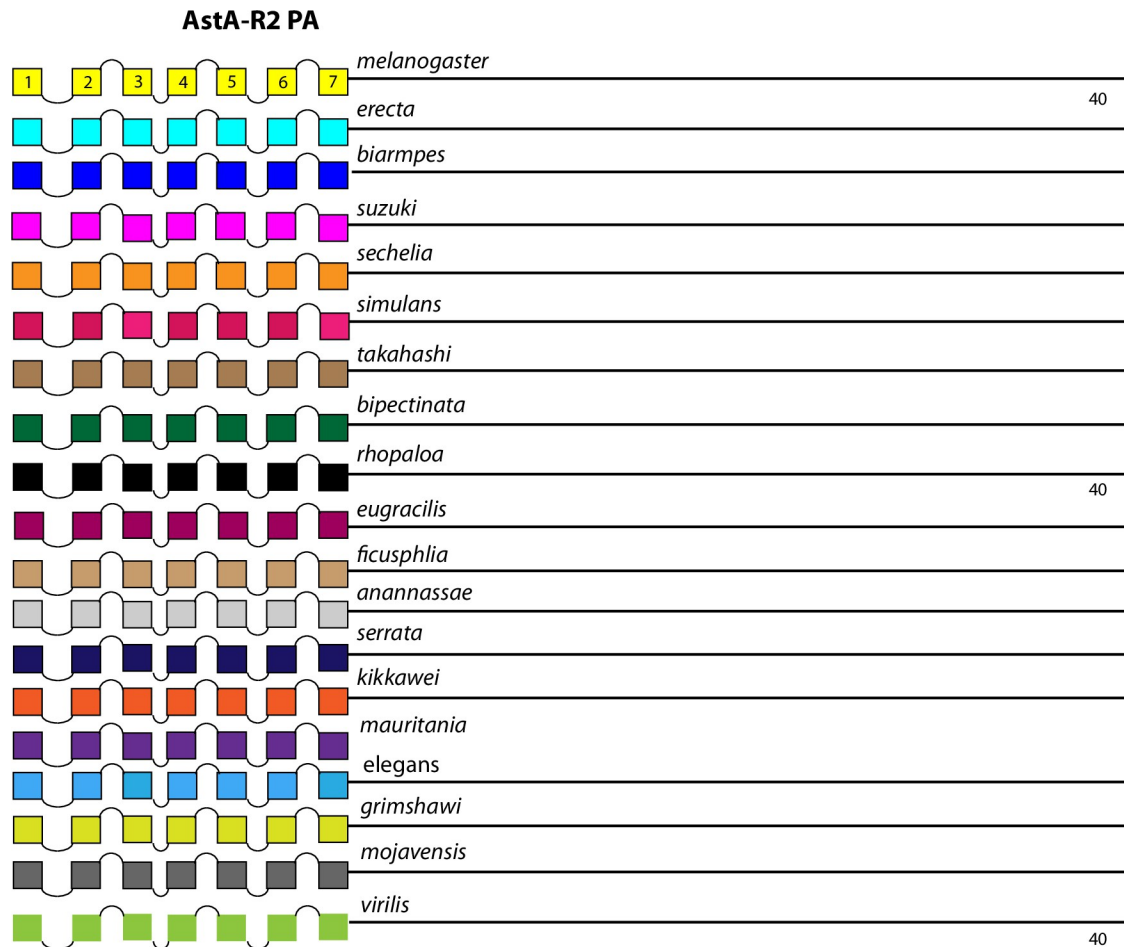 AstA-R2 PA
melanogaster
1 2 3 4 5 6 7
40
erecta
biarmpes
suzuki
sechelia
simulans
takahashi
bipectinata
rhopaloa
40
eugracilis
ficusphlia
anannassae
serrata
kikkawei
mauritania
elegans
grimshawi
mojavensis
virilis
40